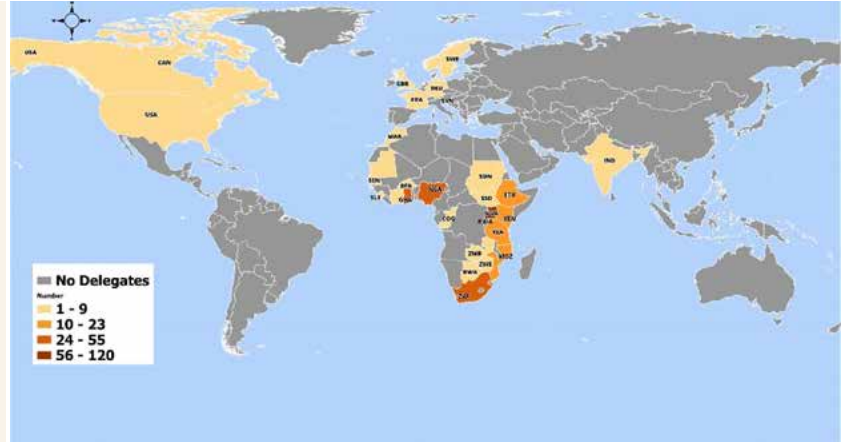 USA
CAN
USA
SWE
GBR
DEU
FRA
SVN
MAR
IND
SEN
BFA
NGA
SDN
SLE
GHA
SSD
ETH
COG
KEN
RWA
TZA
ZMB
MOZ
ZWE
BWA
ZAF
No Delegates
Number
1 - 9
10 - 23
24 - 55
56 - 120